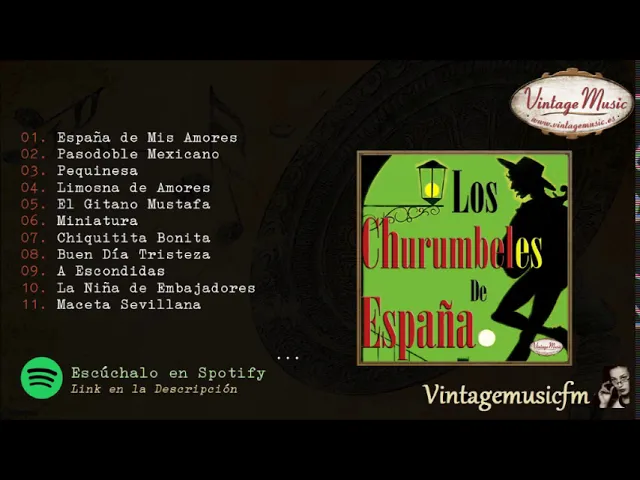 Vintage Music
www.vintagemusic.es
01. España de Mis Amores
02. Pasodoble Mexicano
03. Pequinesa
04. Limosna de Amores
05. El Gitano Mustafa
06. Miniatura
07. Chiquitita Bonita
08. Buen Día Tristeza
09. A Escondidas
10. La Niña de Embajadores
11. Maceta Sevillana
...
Los
Churumbeles
De
España
Vintage Music
Escúchalo en Spotify
Link en la Descripción
Vintagemusicfm